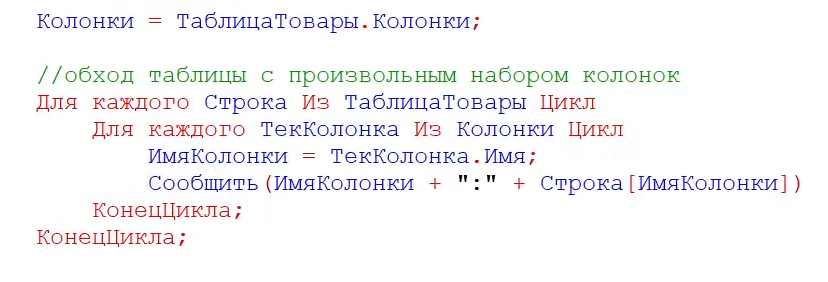 Колонки = ТаблицаТовары.Колонки;
//обход таблицы с произвольным набором колонок
Для каждого Строка Из ТаблицаТовары Цикл
Для каждого ТекКолонка Из Колонки Цикл
ИмяКолонки = ТекКолонка.Имя;
Сообщить(ИмяКолонки + ":" + Строка[ИмяКолонки])
КонецЦикла;
КонецЦикла;